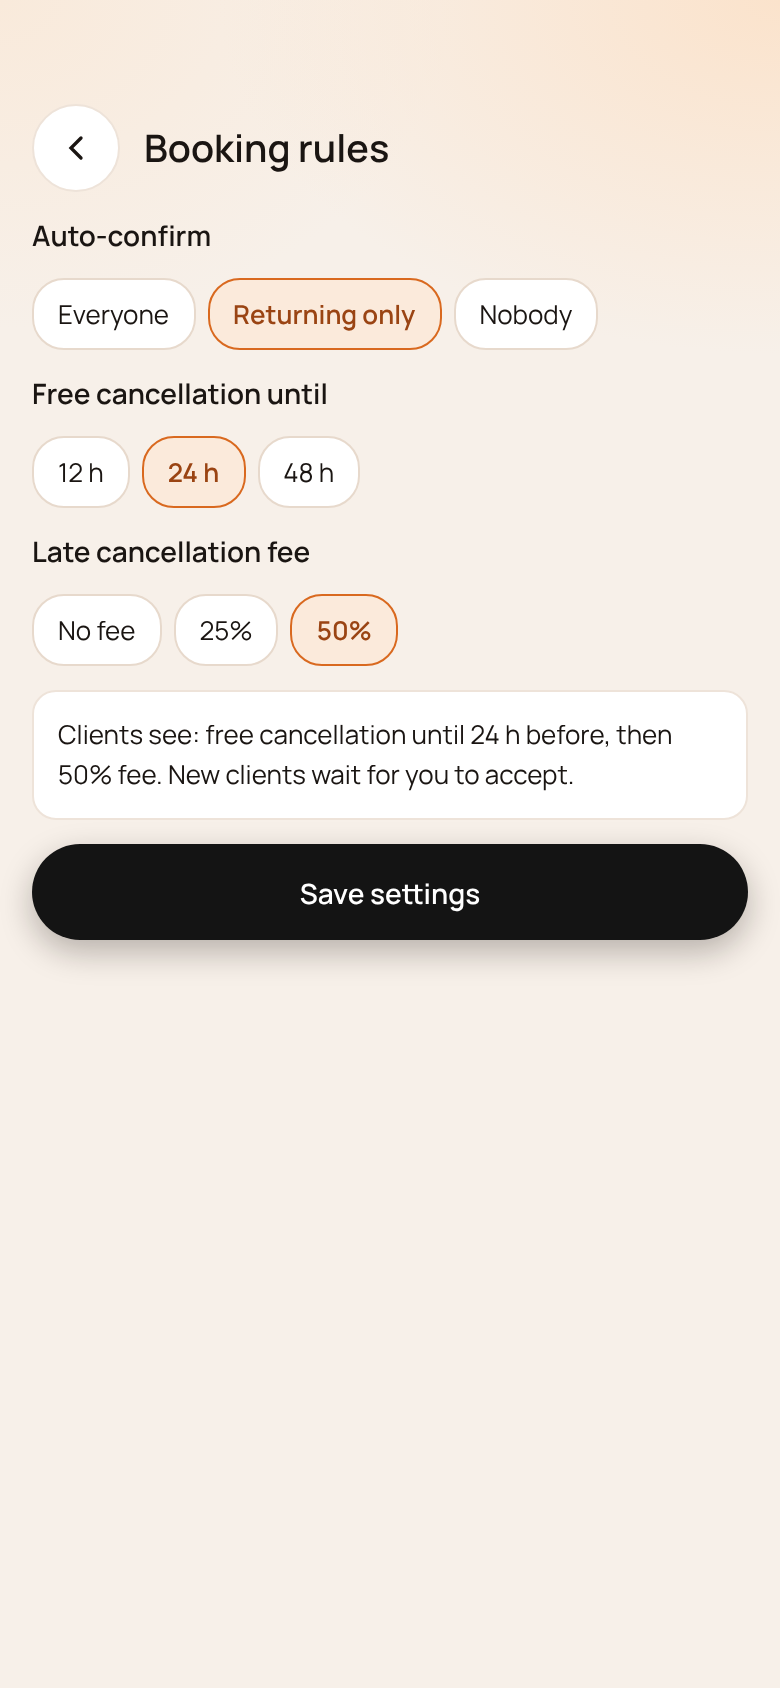 Booking rules
Auto-confirm
Everyone Returning only Nobody
Free cancellation until
12 h 24 h 48 h
Late cancellation fee
No fee 25% 50%
Clients see: free cancellation until 24 h before, then
50% fee. New clients wait for you to accept.
Save settings